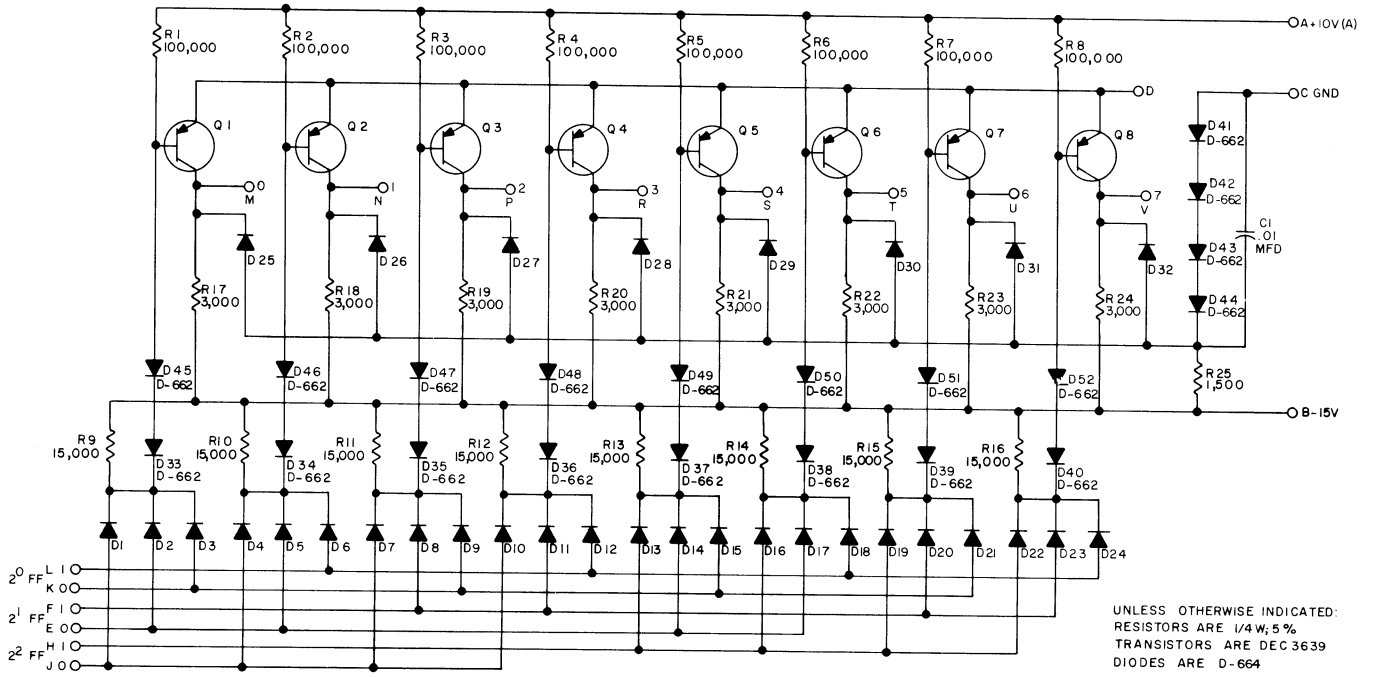 A+10V(A)
R1
100,000
R2
100,000
R3
100,000
R4
100,000
R5
100,000
R6
100,000
R7
100,000
R8
100,000
D
C GND
Q1
Q2
Q3
Q4
Q5
Q6
Q7
Q8
D41
D-662
0
M
1
N
2
P
3
R
4
S
5
T
6
U
7
V
D42
D-662
C1
.01
MFD
D25
D26
D27
D28
D29
D30
D31
D32
D43
D-662
R17
3,000
R18
3,000
R19
3,000
R20
3,000
R21
3,000
R22
3,000
R23
3,000
R24
3,000
D44
D-662
D45
D-662
D46
D-662
D47
D-662
D48
D-662
D49
D-662
D50
D-662
D51
D-662
D52
D-662
R25
1,500
B-15V
R9
15,000
R10
15,000
R11
15,000
R12
15,000
R13
15,000
R14
15,000
R15
15,000
R16
15,000
D33
D-662
D34
D-662
D35
D-662
D36
D-662
D37
D-662
D38
D-662
D39
D-662
D40
D-662
D1
D2
D3
D4
D5
D6
D7
D8
D9
D10
D11
D12
D13
D14
D15
D16
D17
D18
D19
D20
D21
D22
D23
D24
2⁰ FF
L 1
K 0
2¹ FF
F 1
E 0
2² FF
H 1
J 0
UNLESS OTHERWISE INDICATED:
RESISTORS ARE 1/4W; 5%
TRANSISTORS ARE DEC 3639
DIODES ARE D-664